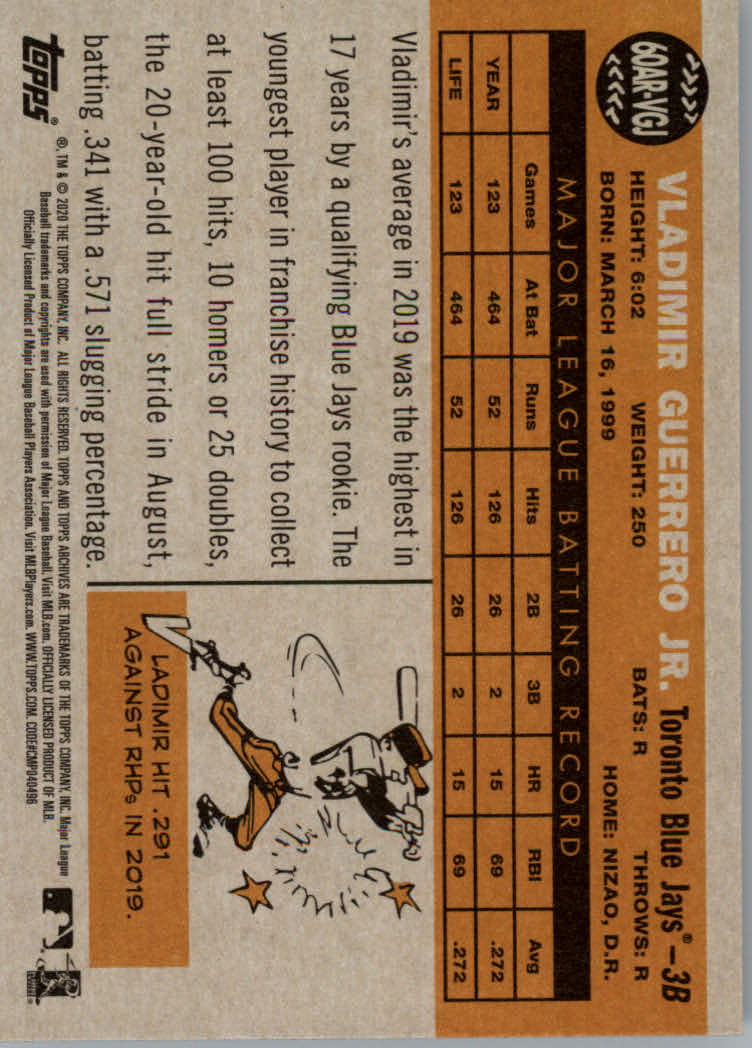 60AR-VGJ
VLADIMIR GUERRERO JR. Toronto Blue Jays® – 3B
HEIGHT: 6:02 WEIGHT: 250 BATS: R THROWS: R
BORN: MARCH 16, 1999 HOME: NIZAO, D.R.
MAJOR LEAGUE BATTING RECORD
Games At Bat Runs Hits 2B 3B HR RBI Avg
YEAR 123 464 52 126 26 2 15 69 .272
LIFE 123 464 52 126 26 2 15 69 .272
Vladimir's average in 2019 was the highest in
17 years by a qualifying Blue Jays rookie. The
youngest player in franchise history to collect
at least 100 hits, 10 homers or 25 doubles,
the 20-year-old hit full stride in August,
batting .341 with a .571 slugging percentage.
LADIMIR HIT .291
AGAINST RHPs IN 2019.
topps®
®, TM & © 2020 THE TOPPS COMPANY, INC. ALL RIGHTS RESERVED. TOPPS AND TOPPS ARCHIVES ARE TRADEMARKS OF THE TOPPS COMPANY, INC. Major League
Baseball trademarks and copyrights are used with permission of Major League Baseball. Visit MLB.com. OFFICIALLY LICENSED PRODUCT OF MLB.
Officially Licensed Product of Major League Baseball Players Association. Visit MLBPlayers.com. WWW.TOPPS.COM. CODE#CMP040496